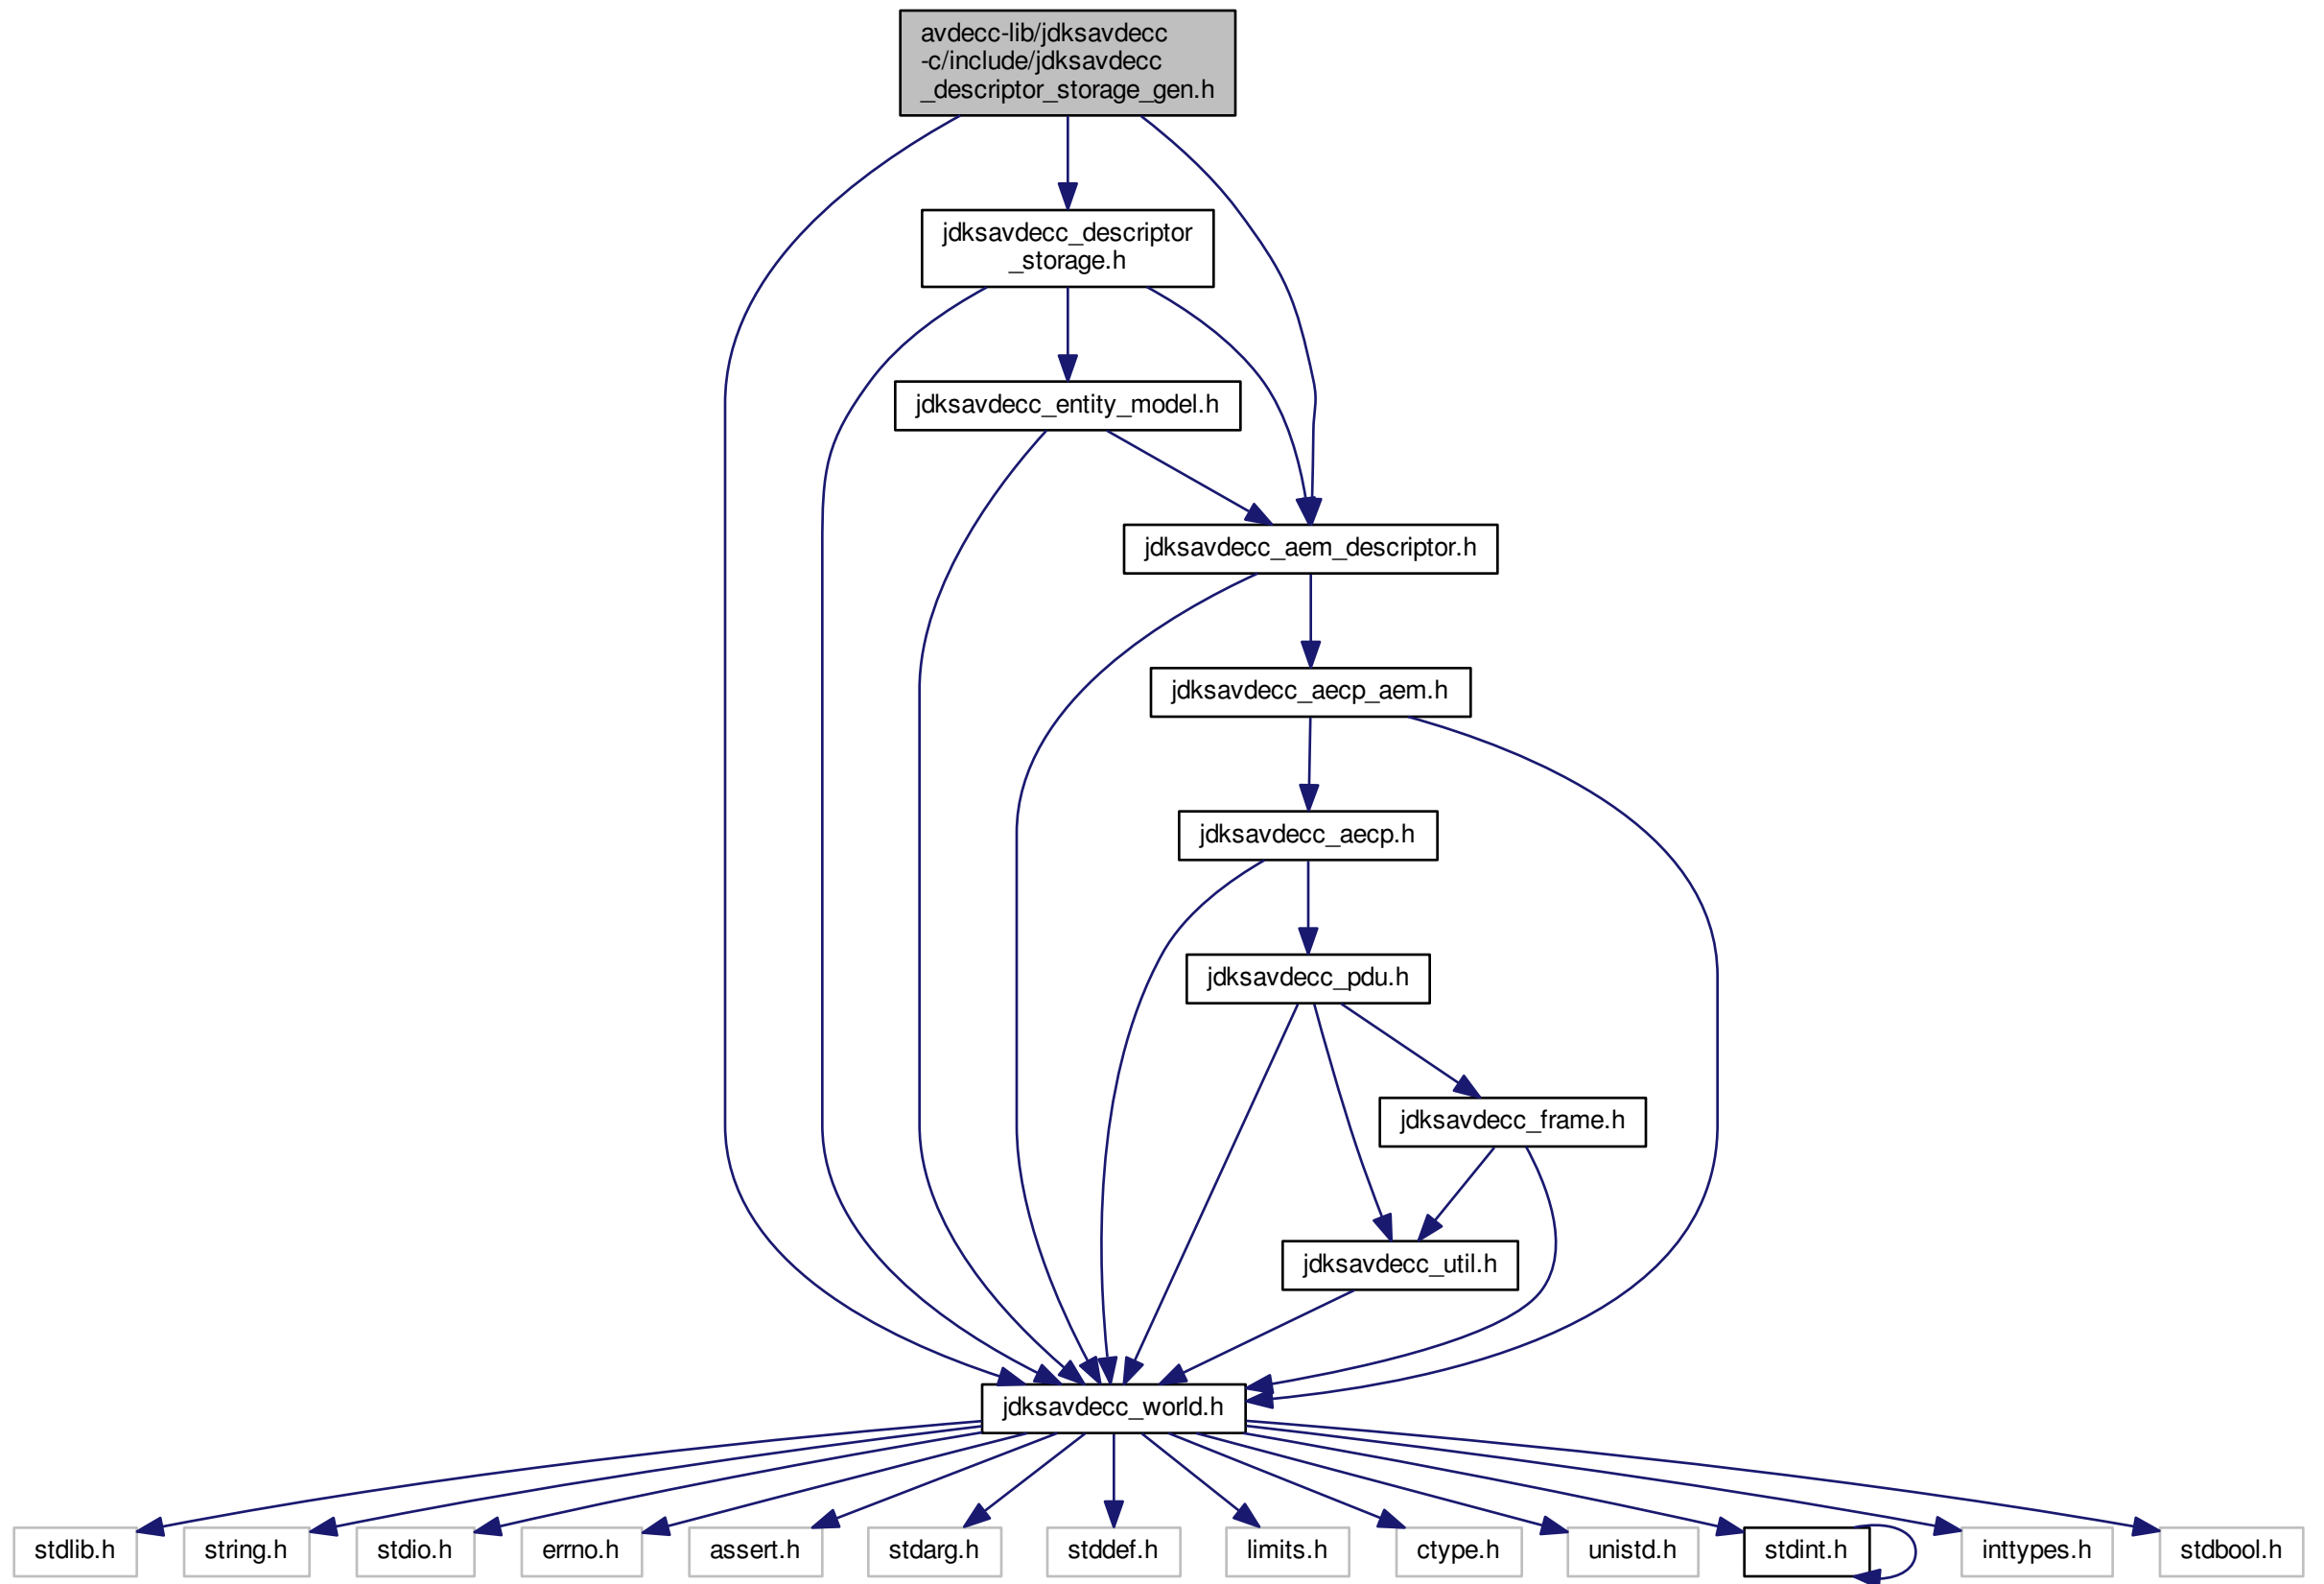 avdecc-lib/jdksavdecc
-c/include/jdksavdecc
_descriptor_storage_gen.h
jdksavdecc_descriptor
_storage.h
jdksavdecc_entity_model.h
jdksavdecc_aem_descriptor.h
jdksavdecc_aecp_aem.h
jdksavdecc_aecp.h
jdksavdecc_pdu.h
jdksavdecc_frame.h
jdksavdecc_util.h
jdksavdecc_world.h
stdlib.h
string.h
stdio.h
errno.h
assert.h
stdarg.h
stddef.h
limits.h
ctype.h
unistd.h
stdint.h
inttypes.h
stdbool.h